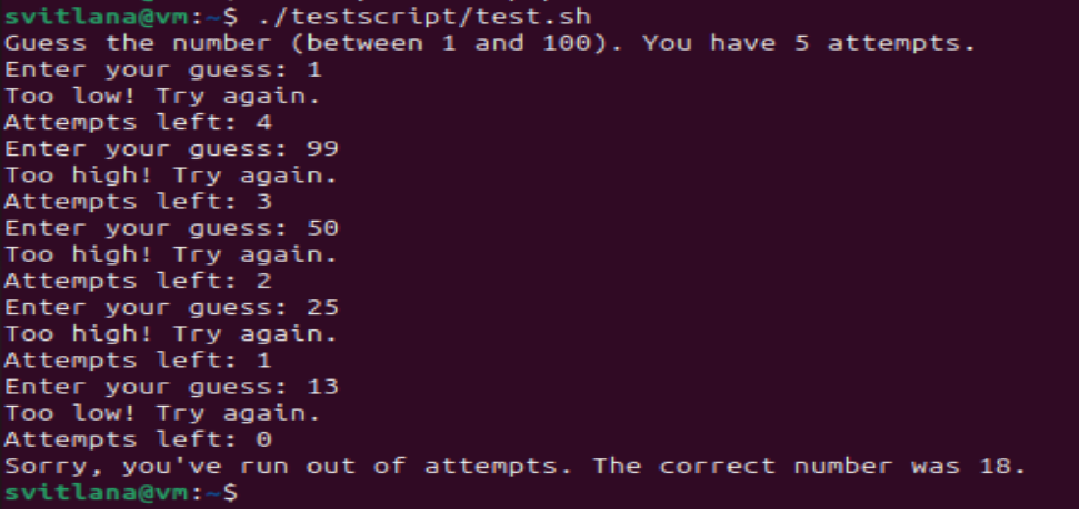 svitlana@vm:~$ ./testscript/test.sh
Guess the number (between 1 and 100). You have 5 attempts.
Enter your guess: 1
Too low! Try again.
Attempts left: 4
Enter your guess: 99
Too high! Try again.
Attempts left: 3
Enter your guess: 50
Too high! Try again.
Attempts left: 2
Enter your guess: 25
Too high! Try again.
Attempts left: 1
Enter your guess: 13
Too low! Try again.
Attempts left: 0
Sorry, you've run out of attempts. The correct number was 18.
svitlana@vm:~$